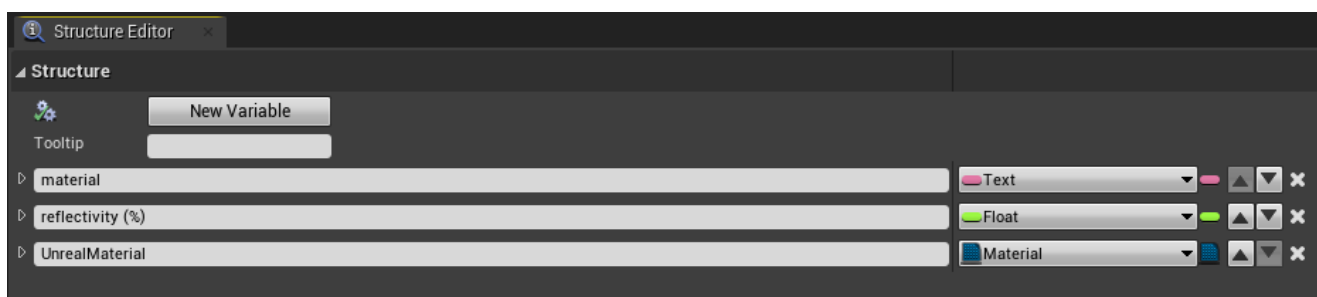 Structure Editor
Structure
New Variable
Tooltip
material Text
reflectivity (%) Float
UnrealMaterial Material